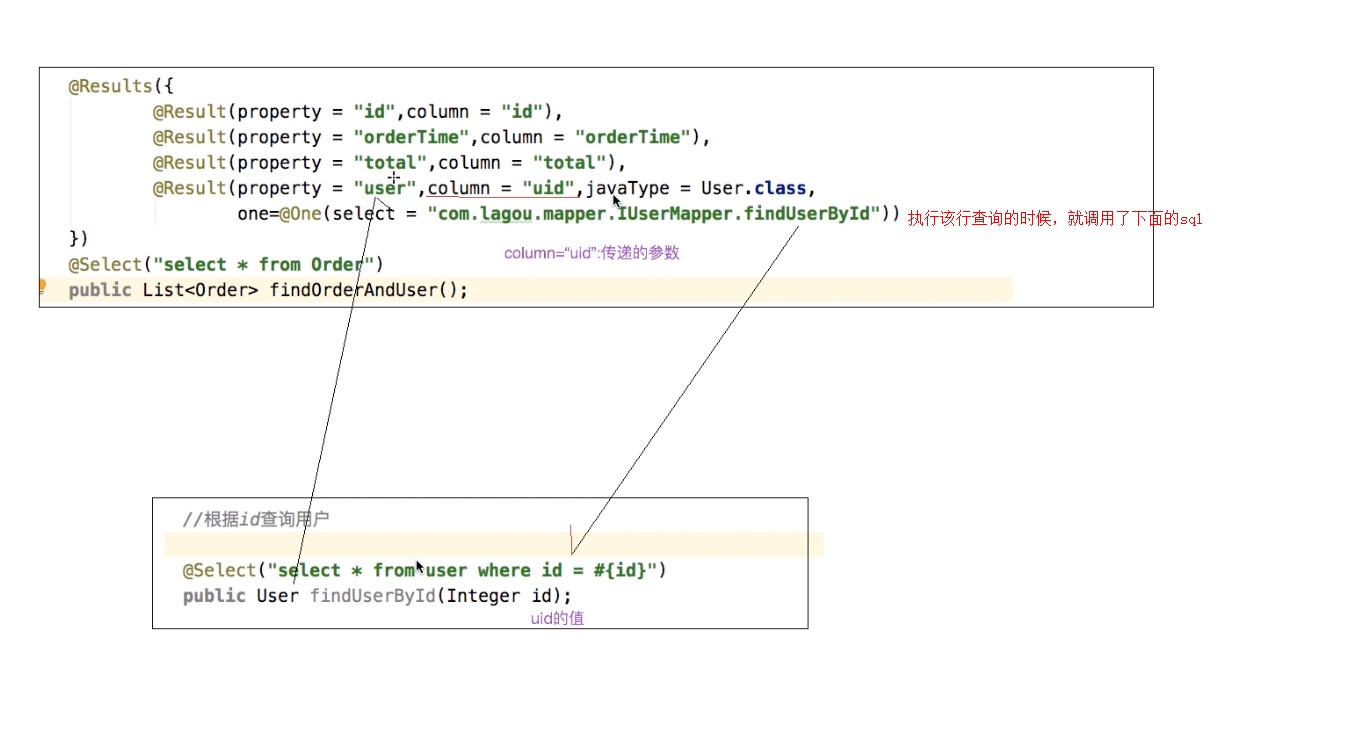 @Results({
@Result(property = "id",column = "id"),
@Result(property = "orderTime",column = "orderTime"),
@Result(property = "total",column = "total"),
@Result(property = "user",column = "uid",javaType = User.class,
one=@One(select = "com.lagou.mapper.IUserMapper.findUserById")) 执行该行查询的时候，就调用了下面的sql
})
column=“uid”:传递的参数
@Select("select * from Order")
public List<Order> findOrderAndUser();
//根据id查询用户
@Select("select * from user where id = #{id}")
public User findUserById(Integer id);
uid的值